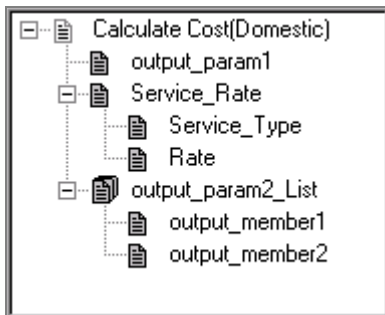 Calculate Cost(Domestic)
output_param1
Service_Rate
Service_Type
Rate
output_param2_List
output_member1
output_member2